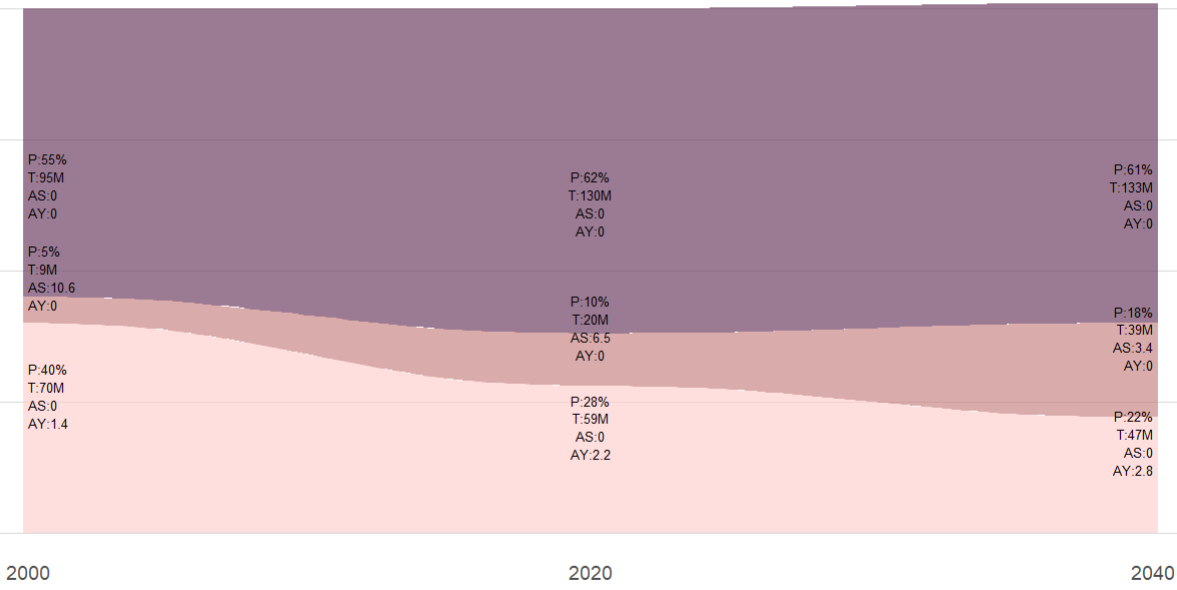 P:55%
T:95M
AS:0
AY:0
P:5%
T:9M
AS:10.6
AY:0
P:40%
T:70M
AS:0
AY:1.4
P:62%
T:130M
AS:0
AY:0
P:10%
T:20M
AS:6.5
AY:0
P:28%
T:59M
AS:0
AY:2.2
P:61%
T:133M
AS:0
AY:0
P:18%
T:39M
AS:3.4
AY:0
P:22%
T:47M
AS:0
AY:2.8
2000
2020
2040